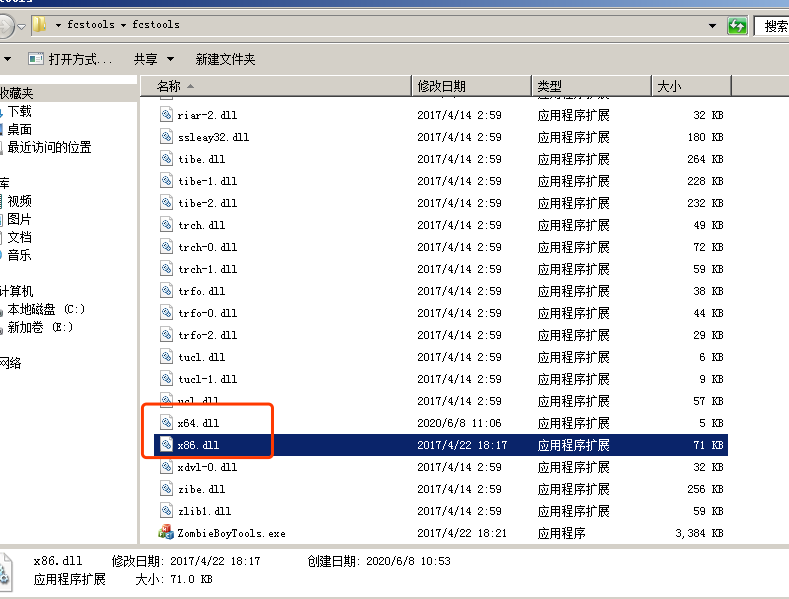 fcstools fcstools 搜索
打开方式... 共享 新建文件夹
名称 修改日期 类型 大小
收藏夹
下载
桌面
最近访问的位置
库
视频
图片
文档
音乐
计算机
本地磁盘 (C:)
新加卷 (E:)
网络
riar-2.dll 2017/4/14 2:59 应用程序扩展 32 KB
ssleay32.dll 2017/4/14 2:59 应用程序扩展 180 KB
tibe.dll 2017/4/14 2:59 应用程序扩展 264 KB
tibe-1.dll 2017/4/14 2:59 应用程序扩展 228 KB
tibe-2.dll 2017/4/14 2:59 应用程序扩展 232 KB
trch.dll 2017/4/14 2:59 应用程序扩展 49 KB
trch-0.dll 2017/4/14 2:59 应用程序扩展 72 KB
trch-1.dll 2017/4/14 2:59 应用程序扩展 59 KB
trfo.dll 2017/4/14 2:59 应用程序扩展 38 KB
trfo-0.dll 2017/4/14 2:59 应用程序扩展 44 KB
trfo-2.dll 2017/4/14 2:59 应用程序扩展 29 KB
tucl.dll 2017/4/14 2:59 应用程序扩展 6 KB
tucl-1.dll 2017/4/14 2:59 应用程序扩展 9 KB
ucl.dll 2017/4/14 2:59 应用程序扩展 57 KB
x64.dll 2020/6/8 11:06 应用程序扩展 5 KB
x86.dll 2017/4/22 18:17 应用程序扩展 71 KB
xdvl-0.dll 2017/4/14 2:59 应用程序扩展 32 KB
zibe.dll 2017/4/14 2:59 应用程序扩展 256 KB
zlib1.dll 2017/4/14 2:59 应用程序扩展 59 KB
ZombieBoyTools.exe 2017/4/22 18:21 应用程序 3,384 KB
x86.dll 修改日期: 2017/4/22 18:17 创建日期: 2020/6/8 10:53
应用程序扩展 大小: 71.0 KB